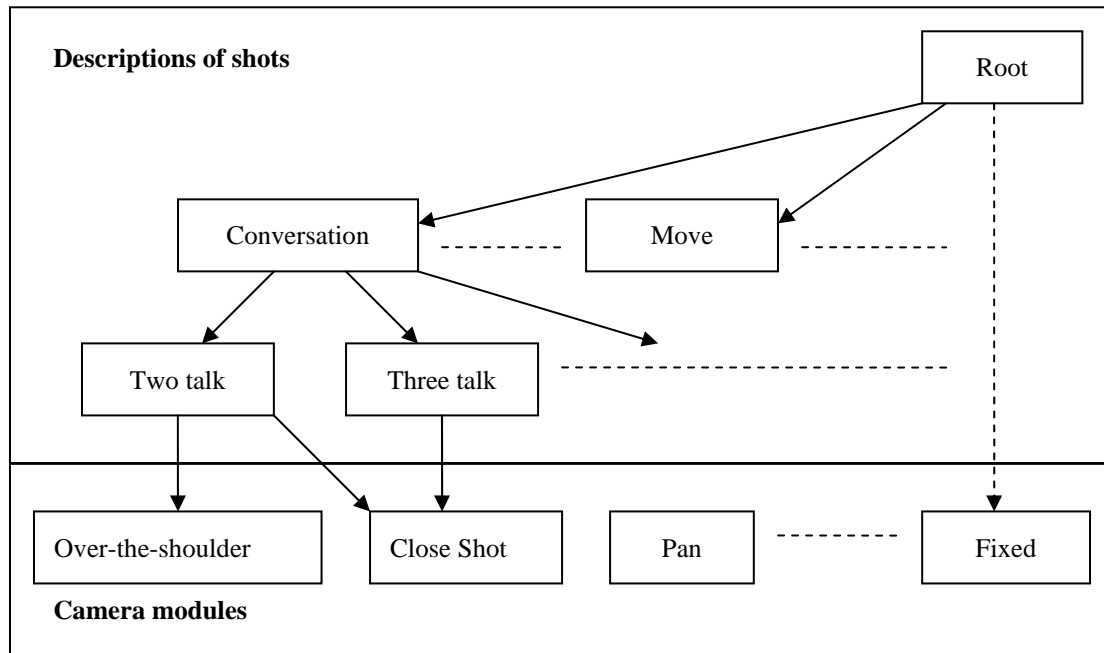 Descriptions of shots
Root
Conversation
Move
Two talk
Three talk
Over-the-shoulder
Close Shot
Pan
Fixed
Camera modules